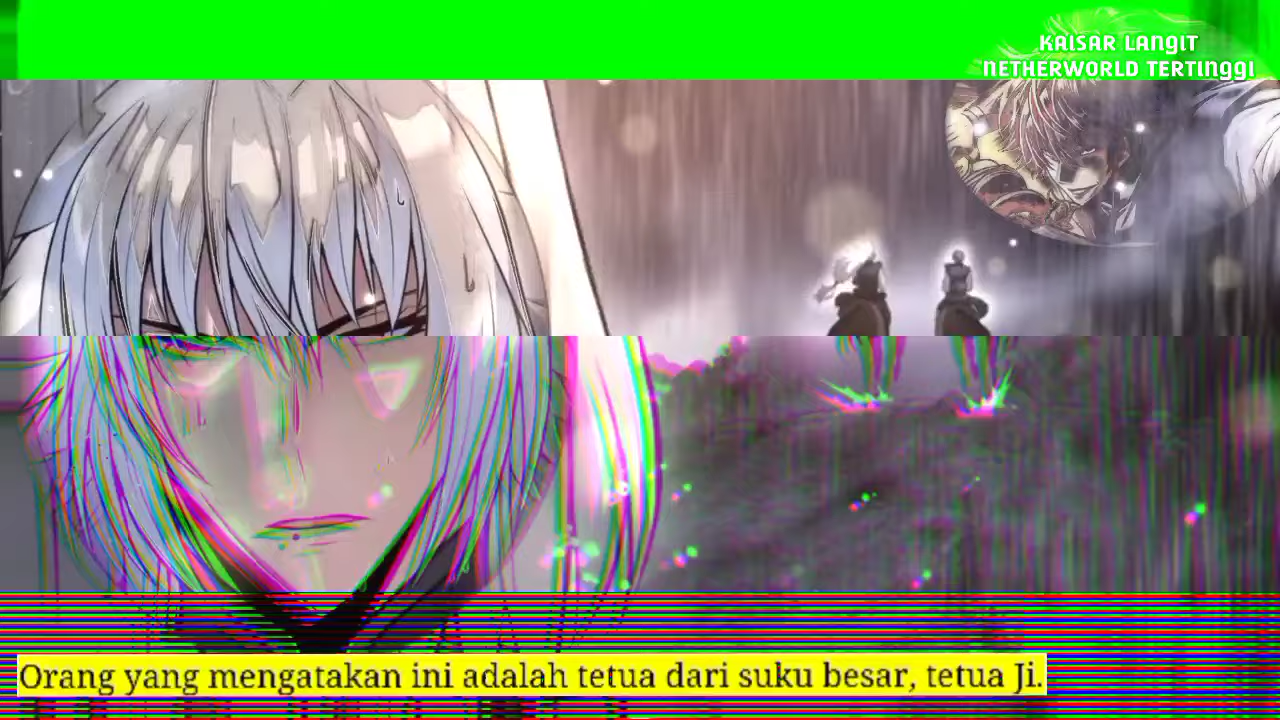 KAISAR LANGIT
NETHERWORLD TERTINGGI
Orang yang mengatakan ini adalah tetua dari suku besar, tetua Ji.